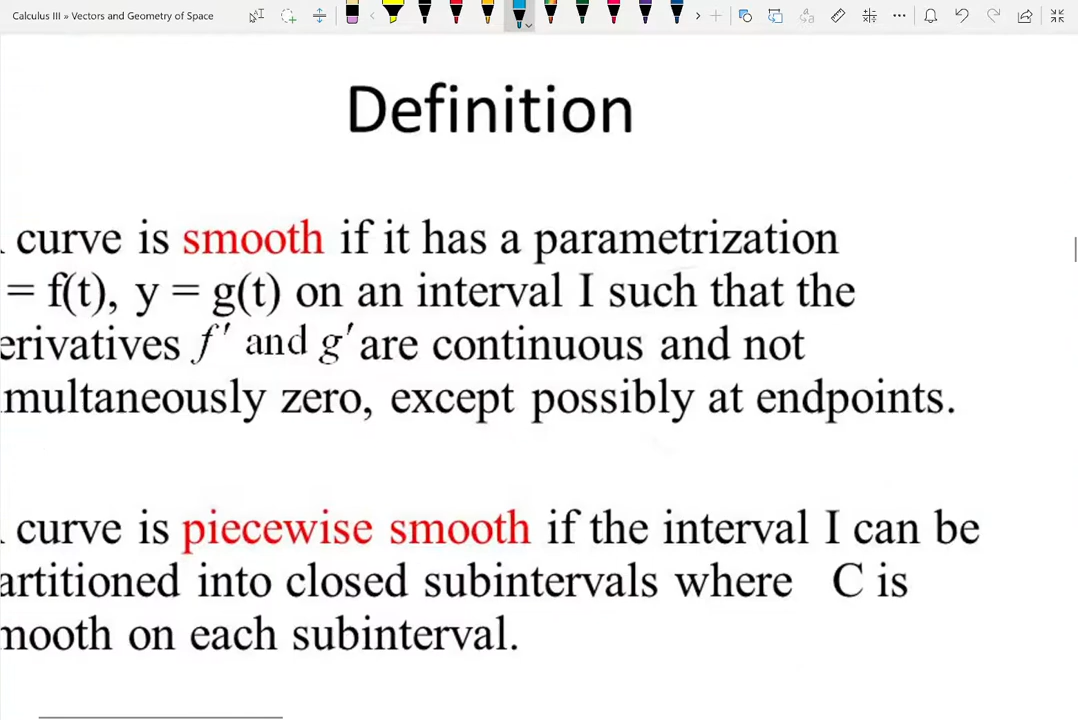 Calculus III » Vectors and Geometry of Space
Definition
curve is smooth if it has a parametrization
= f(t), y = g(t) on an interval I such that the
erivatives f' and g' are continuous and not
multaneously zero, except possibly at endpoints.
curve is piecewise smooth if the interval I can be
artitioned into closed subintervals where C is
mooth on each subinterval.